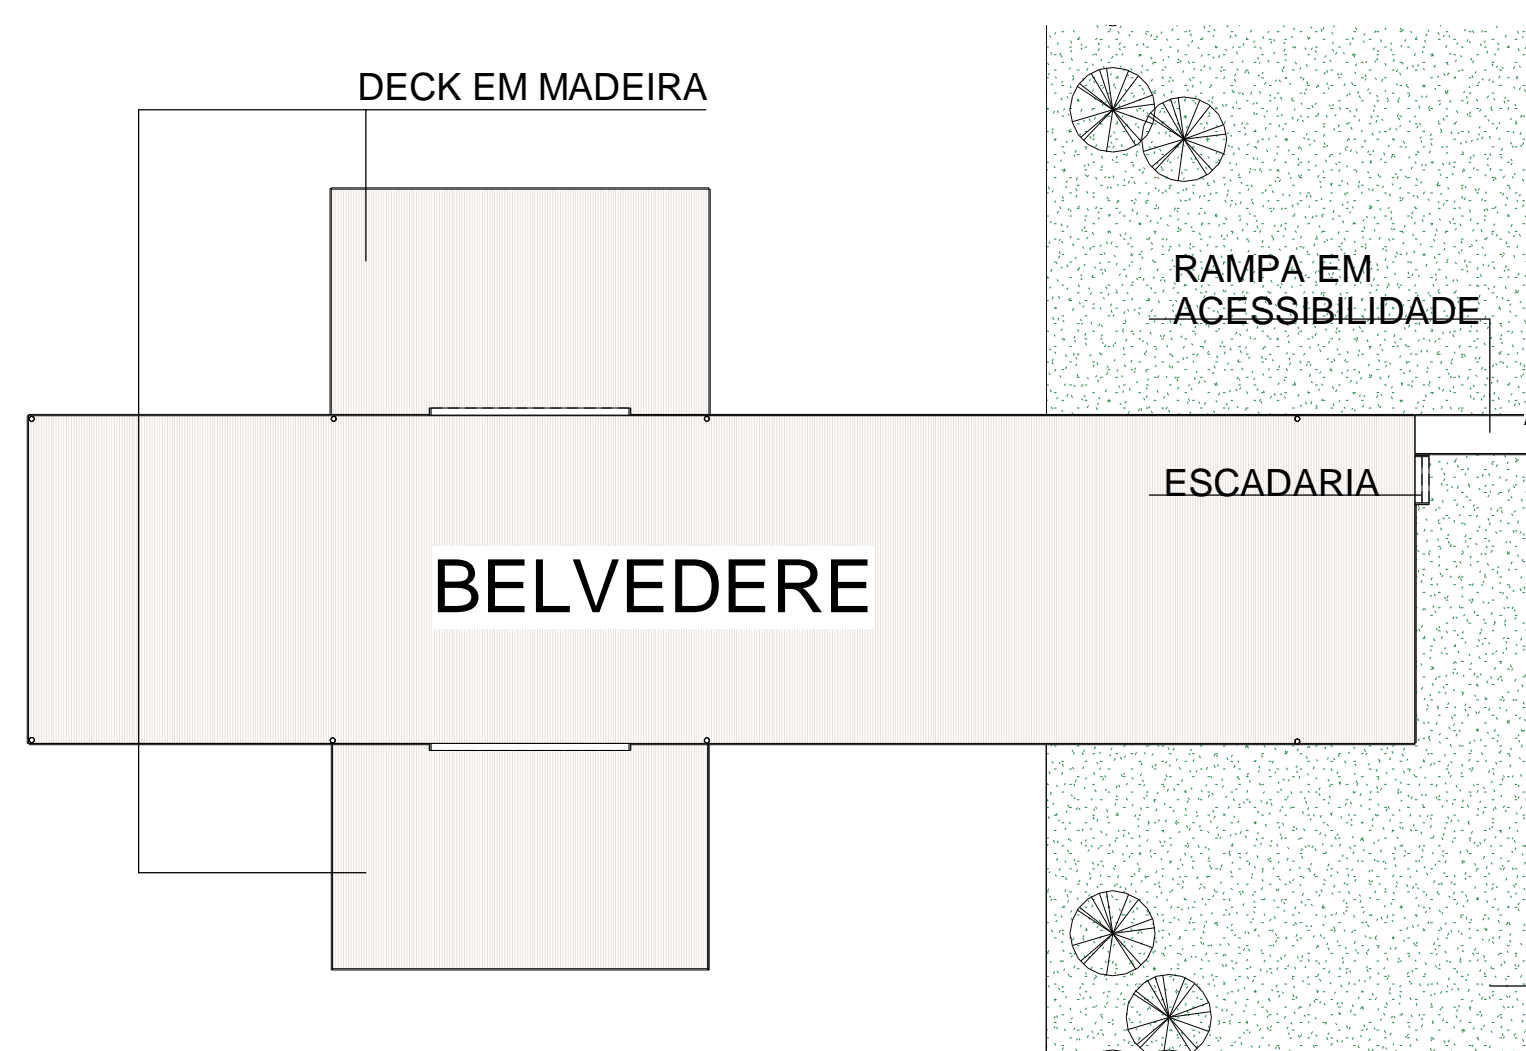 DECK EM MADEIRA
RAMPA EM
ACESSIBILIDADE
ESCADARIA
BELVEDERE